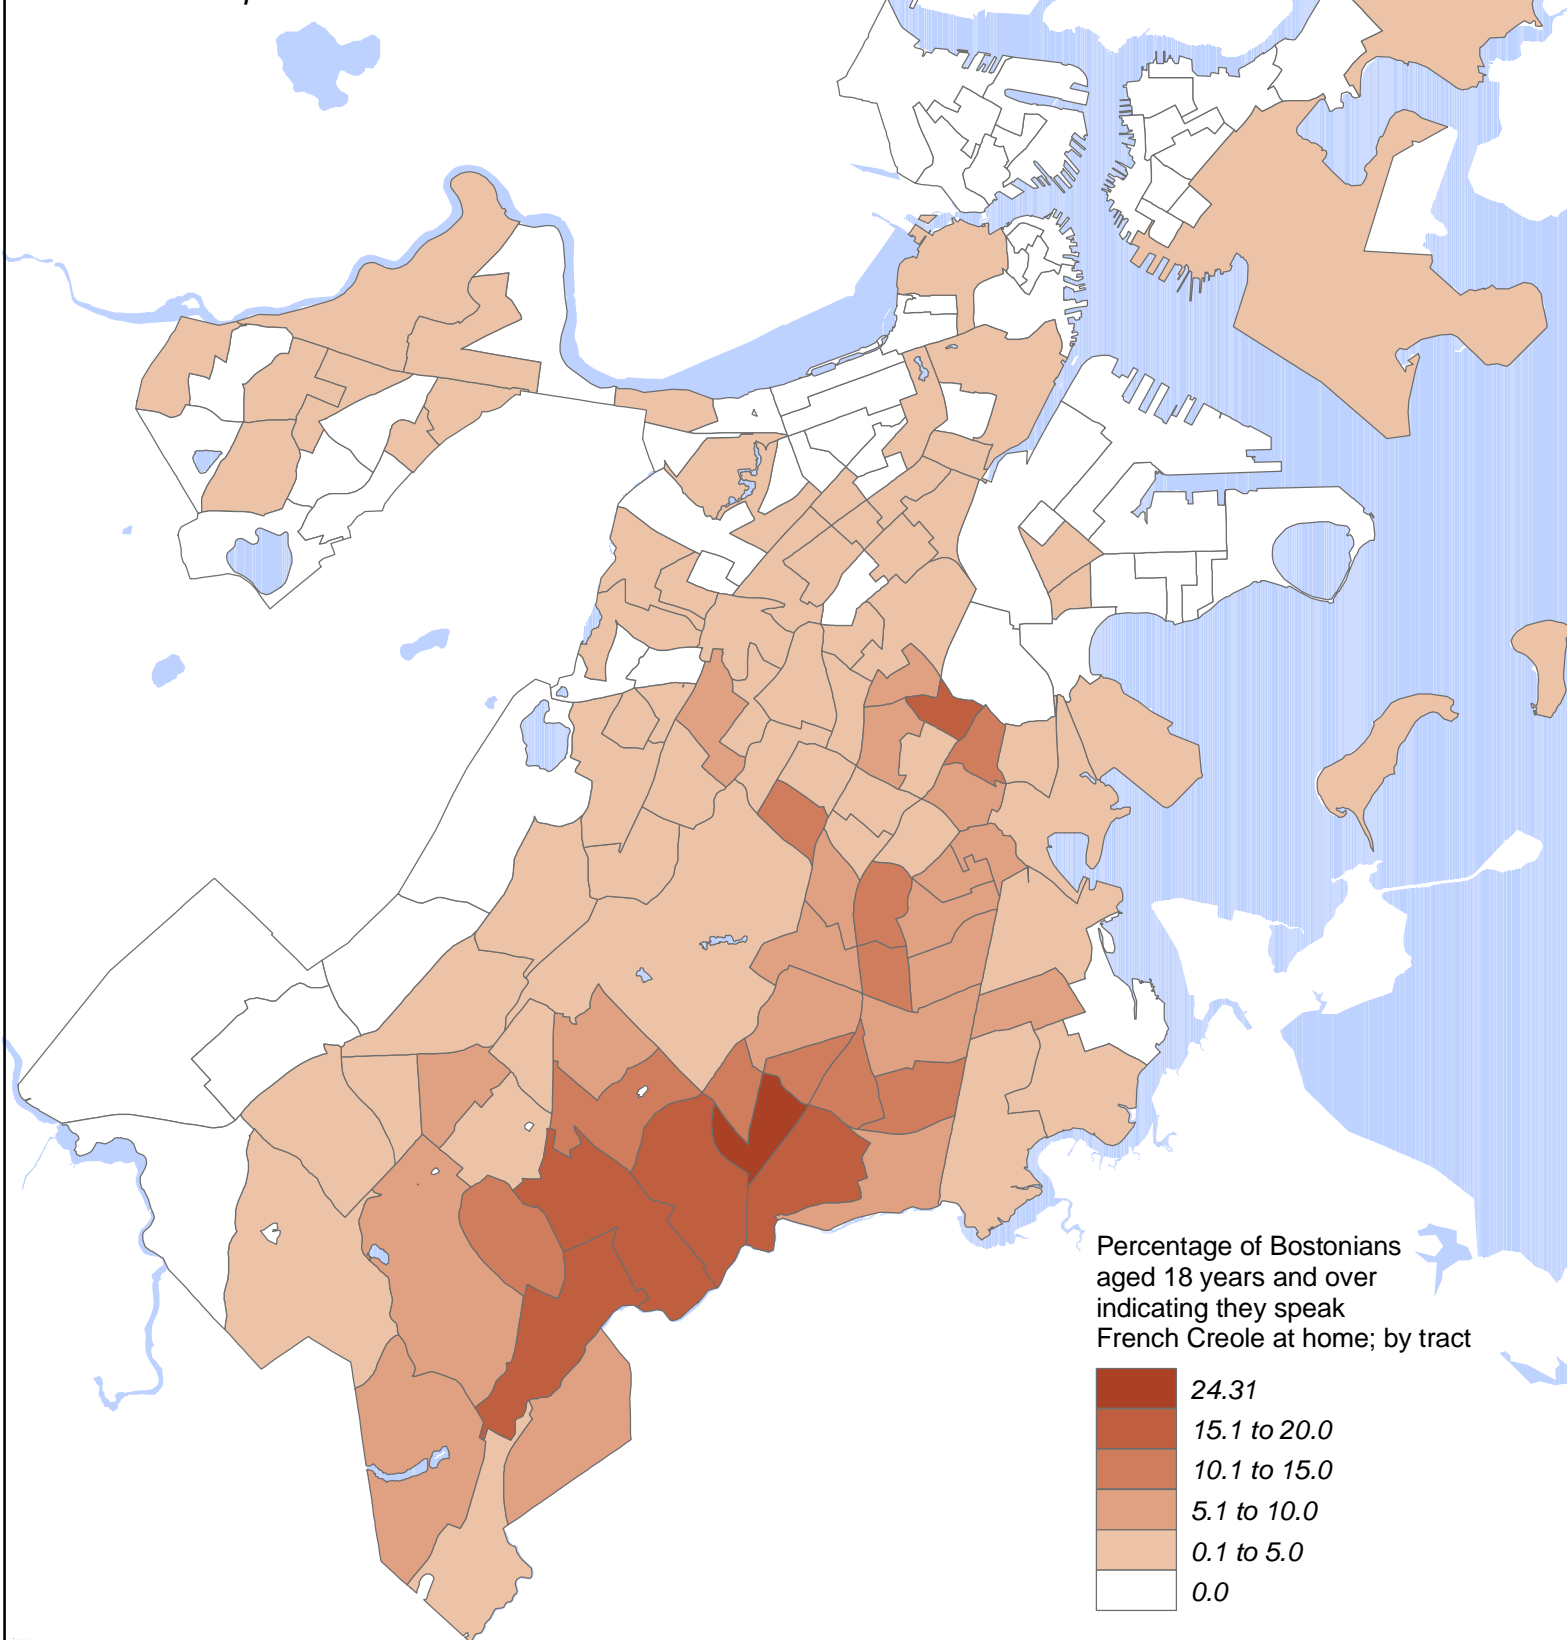 Percentage of Bostonians
aged 18 years and over
indicating they speak
French Creole at home; by tract
24.31
15.1 to 20.0
10.1 to 15.0
5.1 to 10.0
0.1 to 5.0
0.0